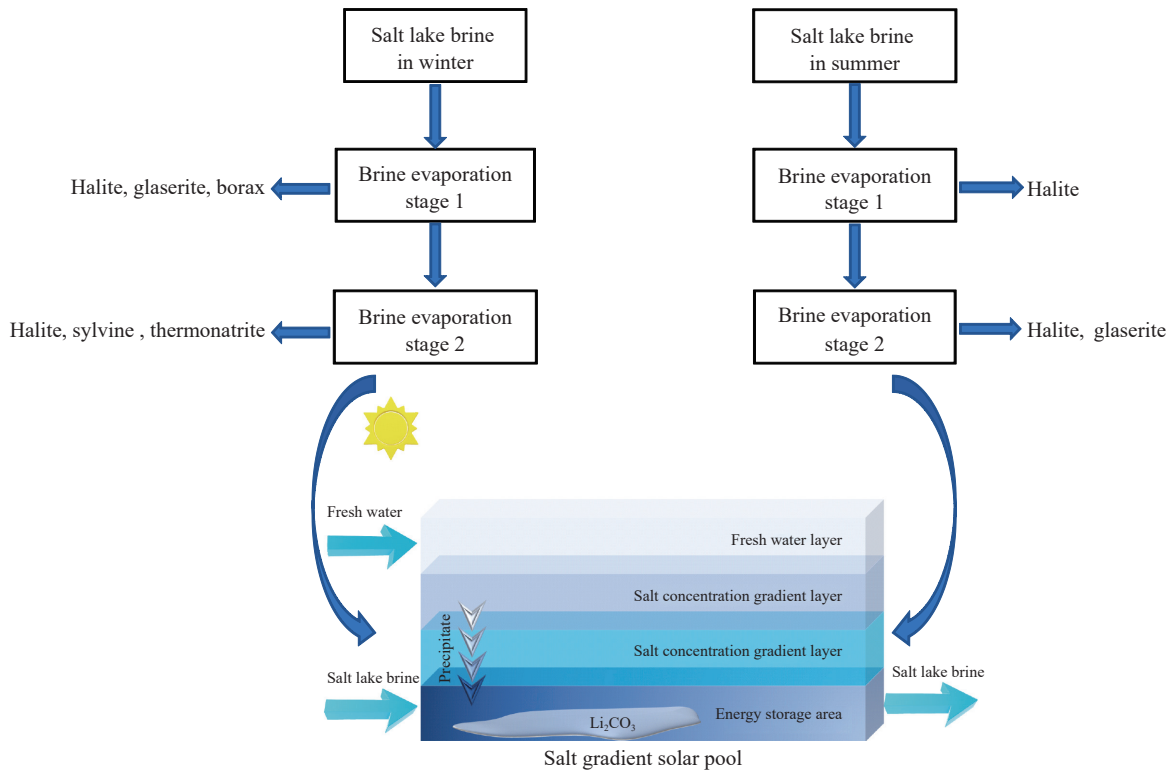 Salt lake brine
in winter
Salt lake brine
in summer
Halite, glaserite, borax
Brine evaporation
stage 1
Brine evaporation
stage 1
Halite
Halite, sylvine , thermonatrite
Brine evaporation
stage 2
Brine evaporation
stage 2
Halite, glaserite
Fresh water
Fresh water layer
Salt concentration gradient layer
Precipitate
Salt concentration gradient layer
Salt lake brine
Salt lake brine
Energy storage area
Li₂CO₃
Salt gradient solar pool